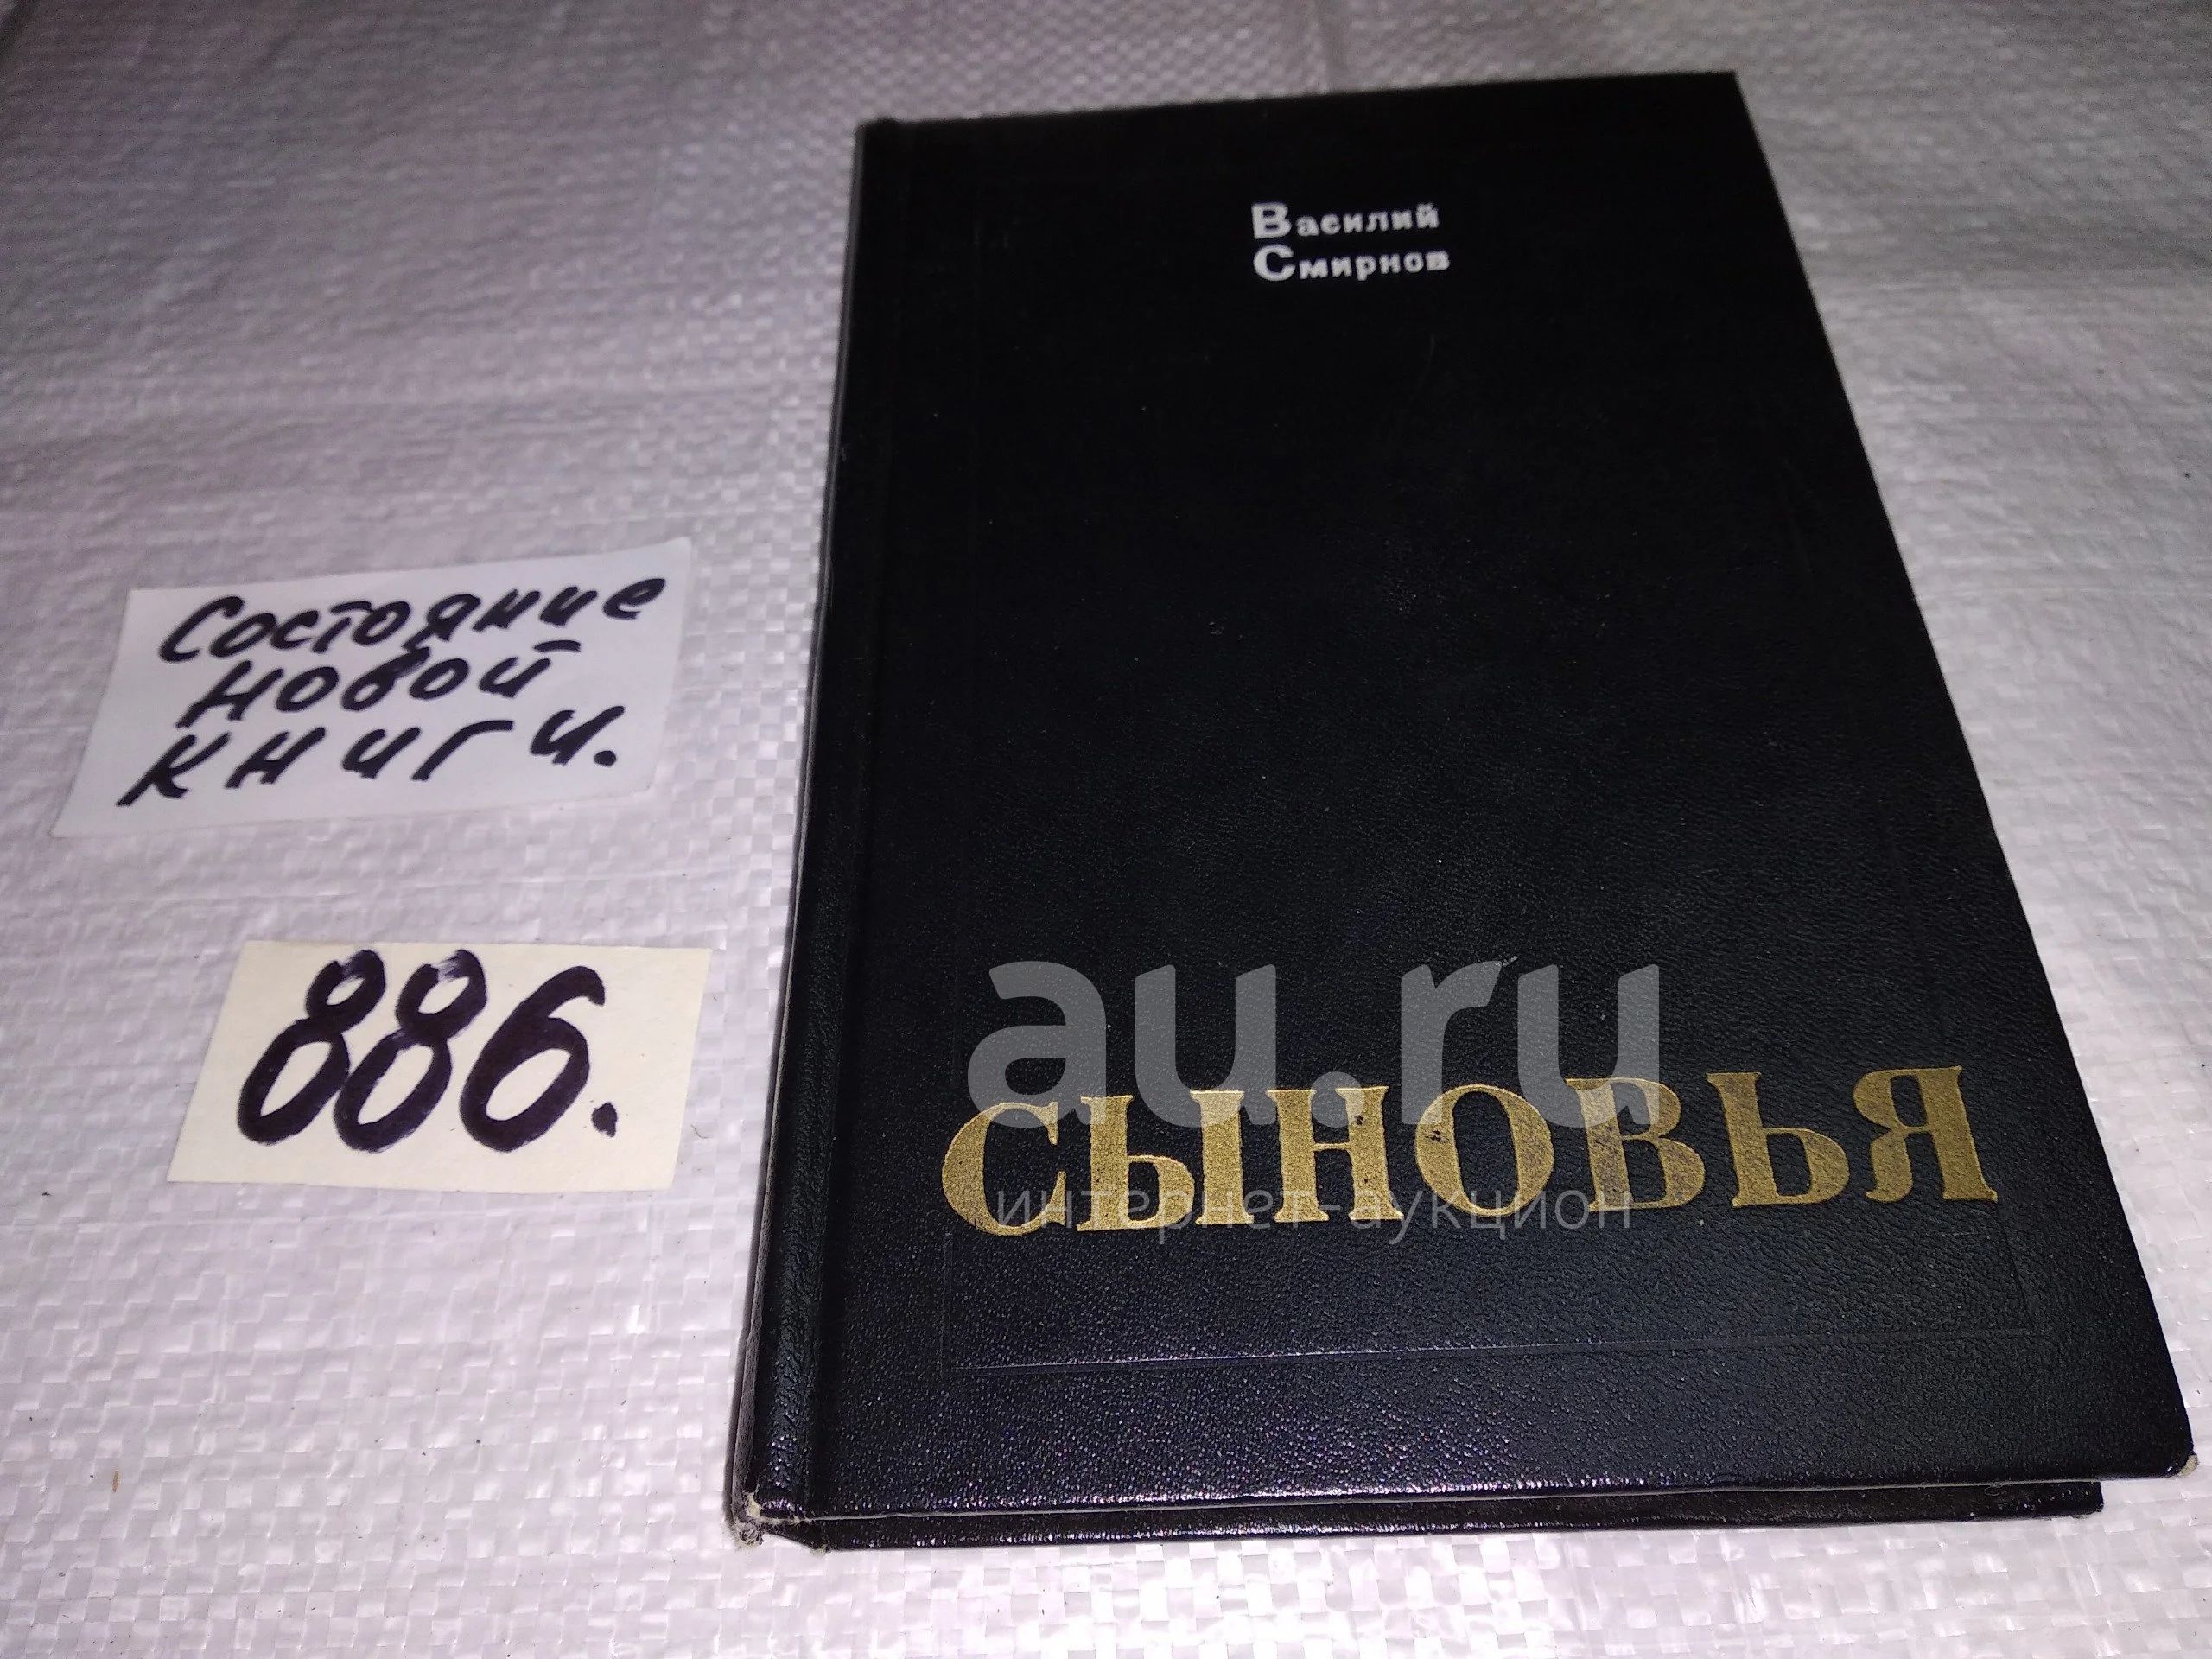 Василий
Смирнов
Состояние
новой
книги.
886.
au.ru
СЫНОВЬЯ
интернет-аукцион